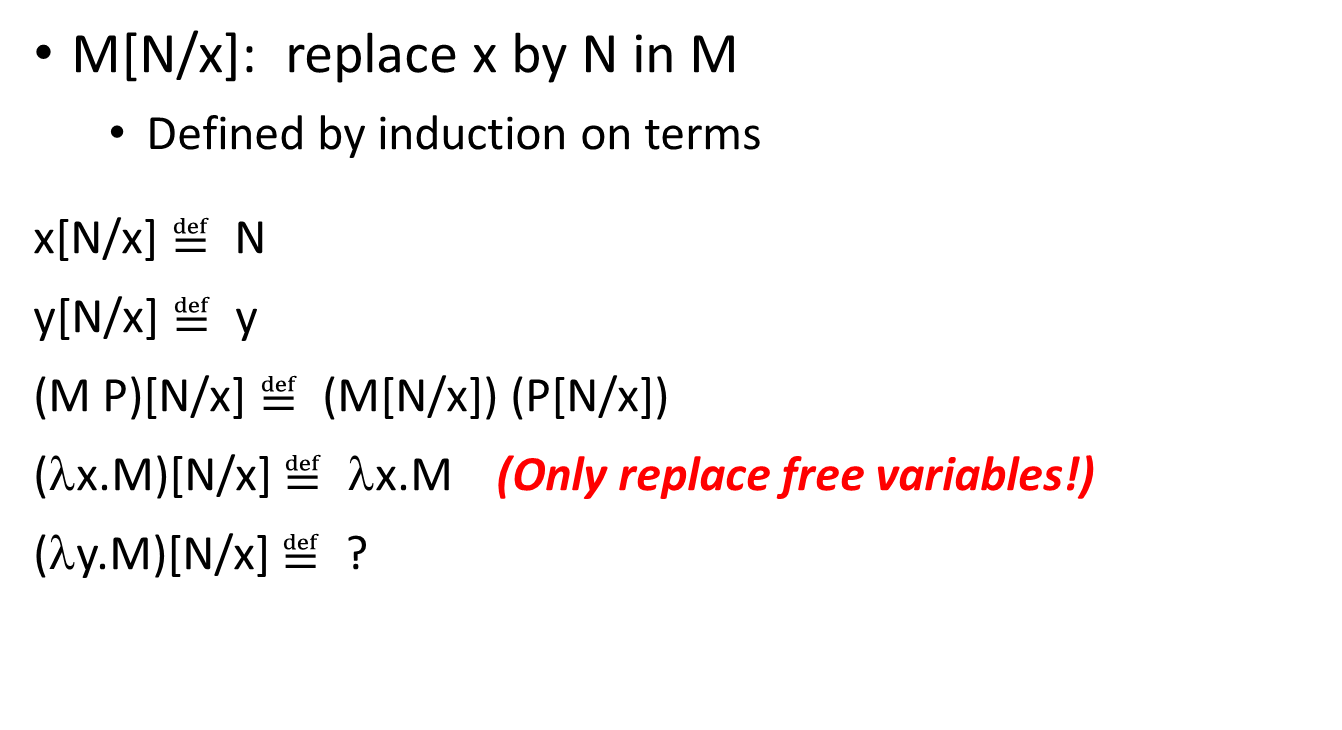 • M[N/x]: replace x by N in M
• Defined by induction on terms
x[N/x] ≝ N
y[N/x] ≝ y
(M P)[N/x] ≝ (M[N/x]) (P[N/x])
(λx.M)[N/x] ≝ λx.M (Only replace free variables!)
(λy.M)[N/x] ≝ ?